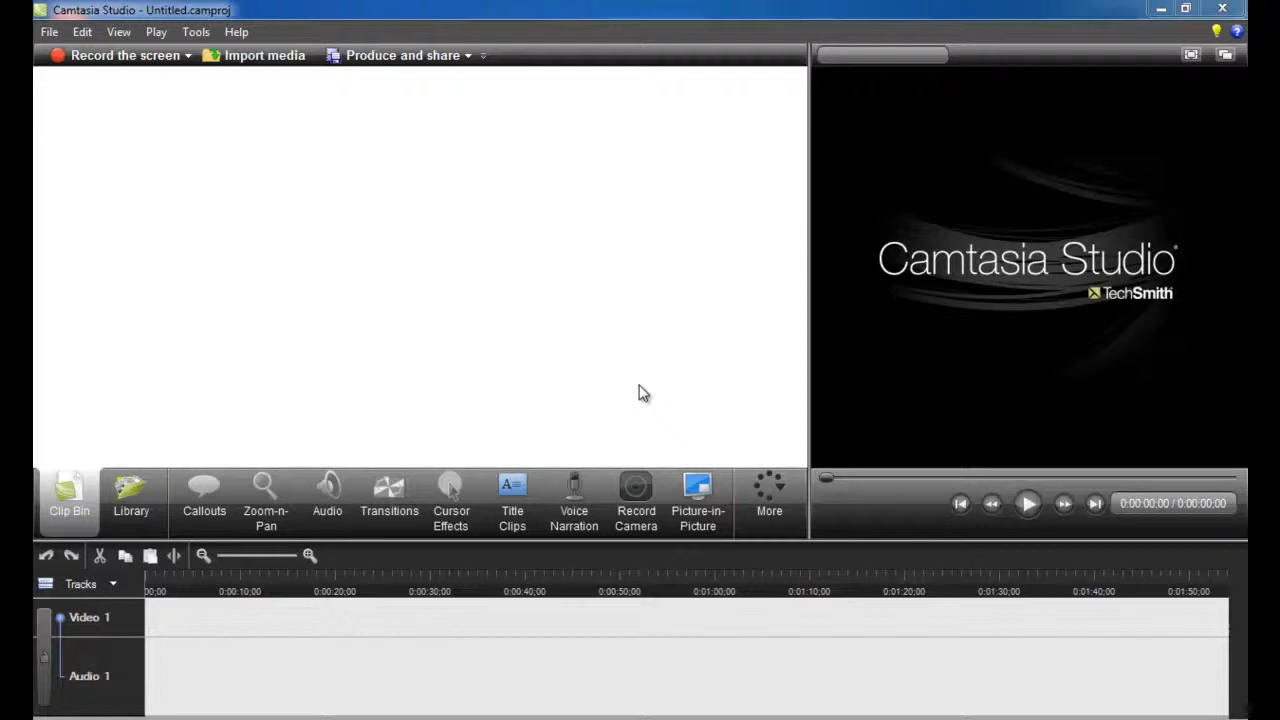 Camtasia Studio - Untitled.camproj
File Edit View Play Tools Help
Record the screen Import media Produce and share
Camtasia Studio®
TechSmith
Clip Bin Library Callouts Zoom-n-Pan Audio Transitions Cursor Effects Title Clips Voice Narration Record Camera Picture-in-Picture More
A=
0:00:00;00 / 0:00:00;00
Tracks
00;00 0:00:10;00 0:00:20;00 0:00:30;00 0:00:40;00 0:00:50;00 0:01:00;00 0:01:10;00 0:01:20;00 0:01:30;00 0:01:40;00 0:01:50;00
Video 1
Audio 1